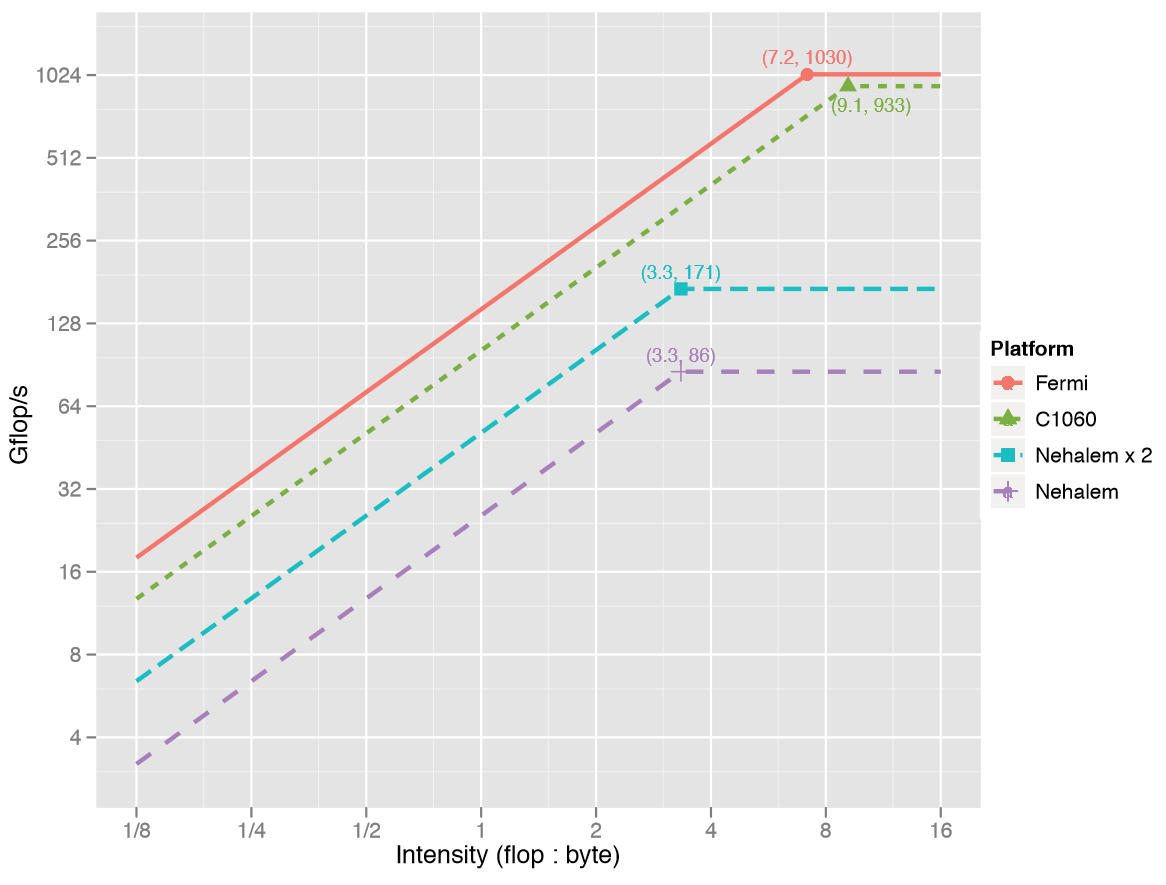 (7.2, 1030)
1024
(9.1, 933)
512
256
(3.3, 171)
128
(3.3, 86)
64
32
16
8
4
Gflop/s
1/8 1/4 1/2 1 2 4 8 16
Intensity (flop : byte)
Platform
Fermi
C1060
Nehalem x 2
Nehalem